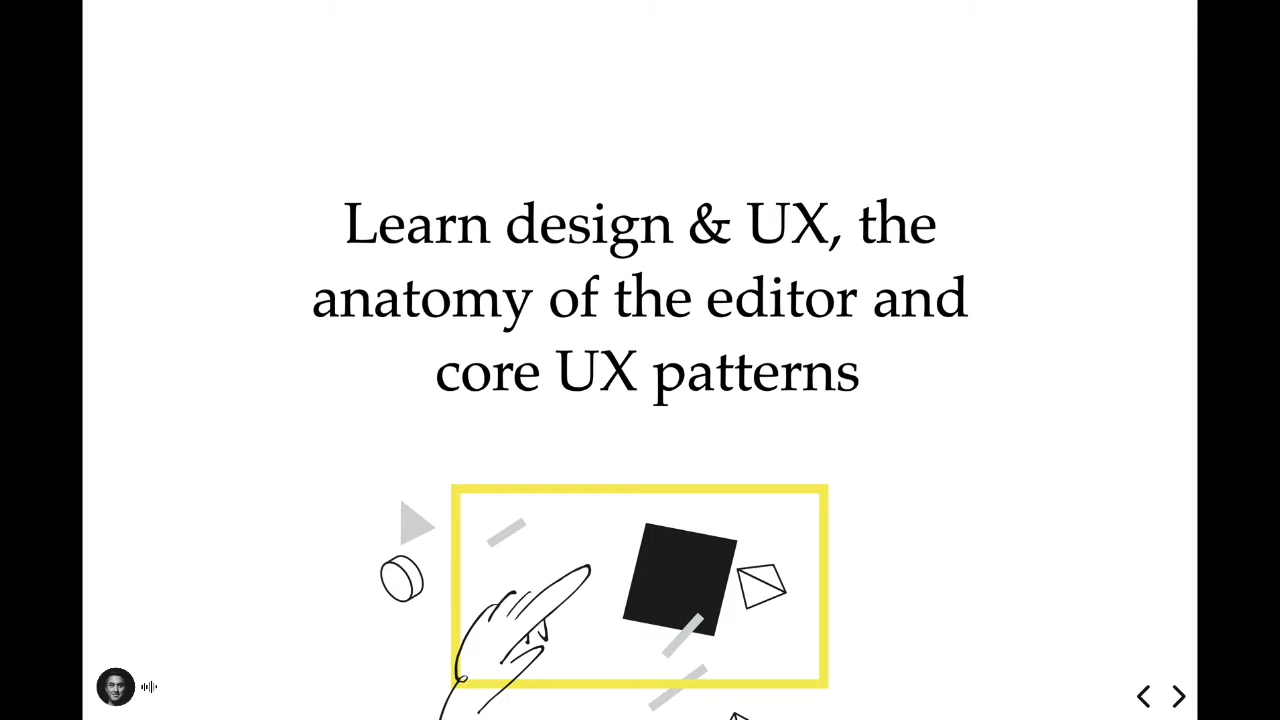 Learn design & UX, the
anatomy of the editor and
core UX patterns